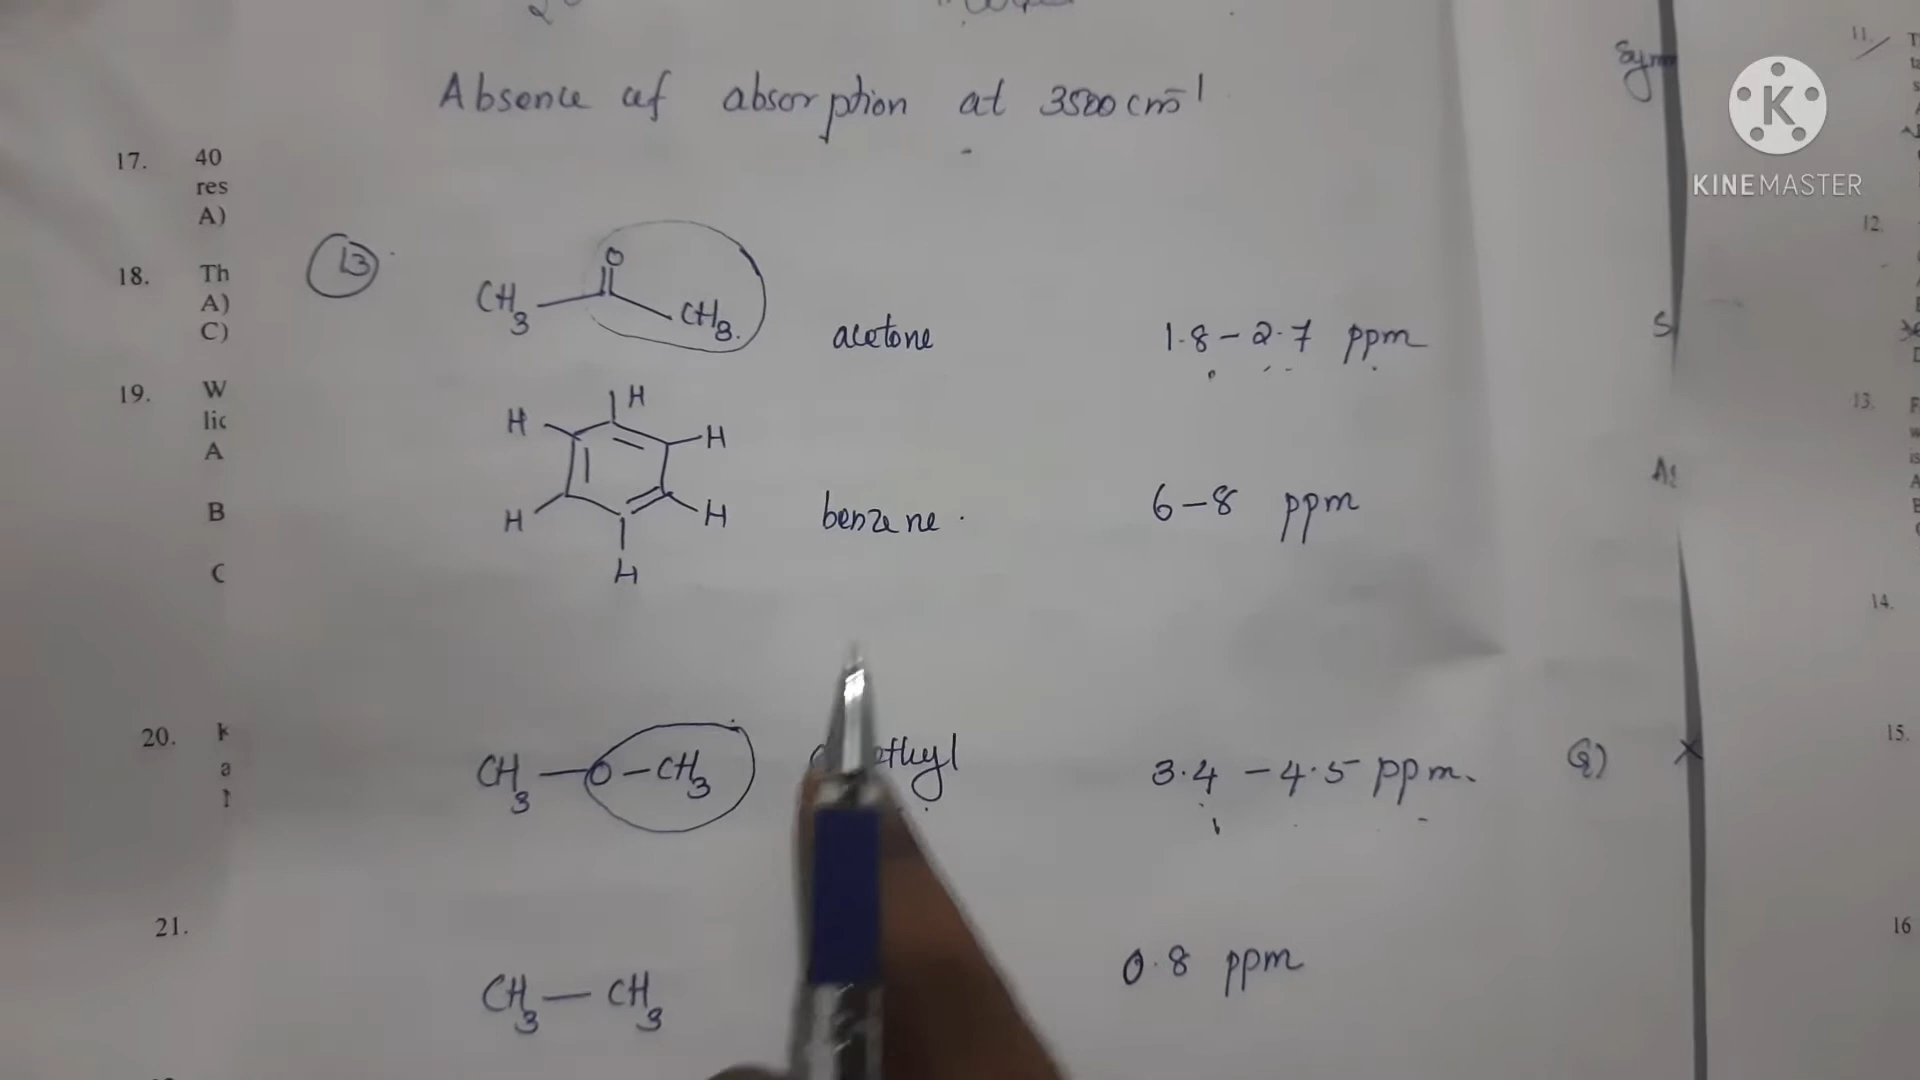 Absence of absorption at 3500 cm⁻¹
Sym
11.
KINEMASTER
17. 40
res
A)
12.
13
O
CH3 CH3.
acetone
1.8 - 2.7 ppm
S
18. Th
A)
C)
19. W
lic
A
B
C
H
H H
H H
H
benzene.
6-8 ppm
13.
14.
20. k
a
CH3 - O - CH3
3.4 - 4.5 ppm.
Q) X
15.
21.
16
CH3 - CH3
0.8 ppm